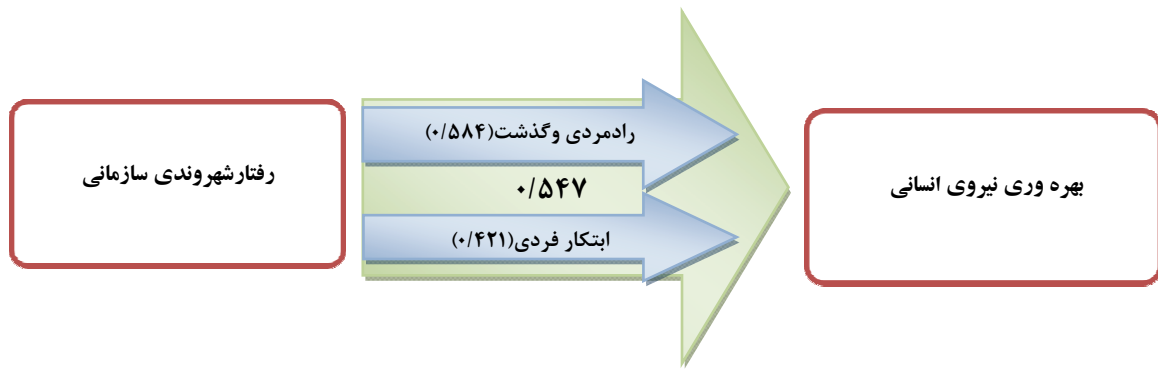 رفتارشهروندی سازمانی
رادمردی وگذشت(۰/۵۸۴)
۰/۵۴۷
ابتکار فردی(۰/۴۲۱)
بهره وری نیروی انسانی